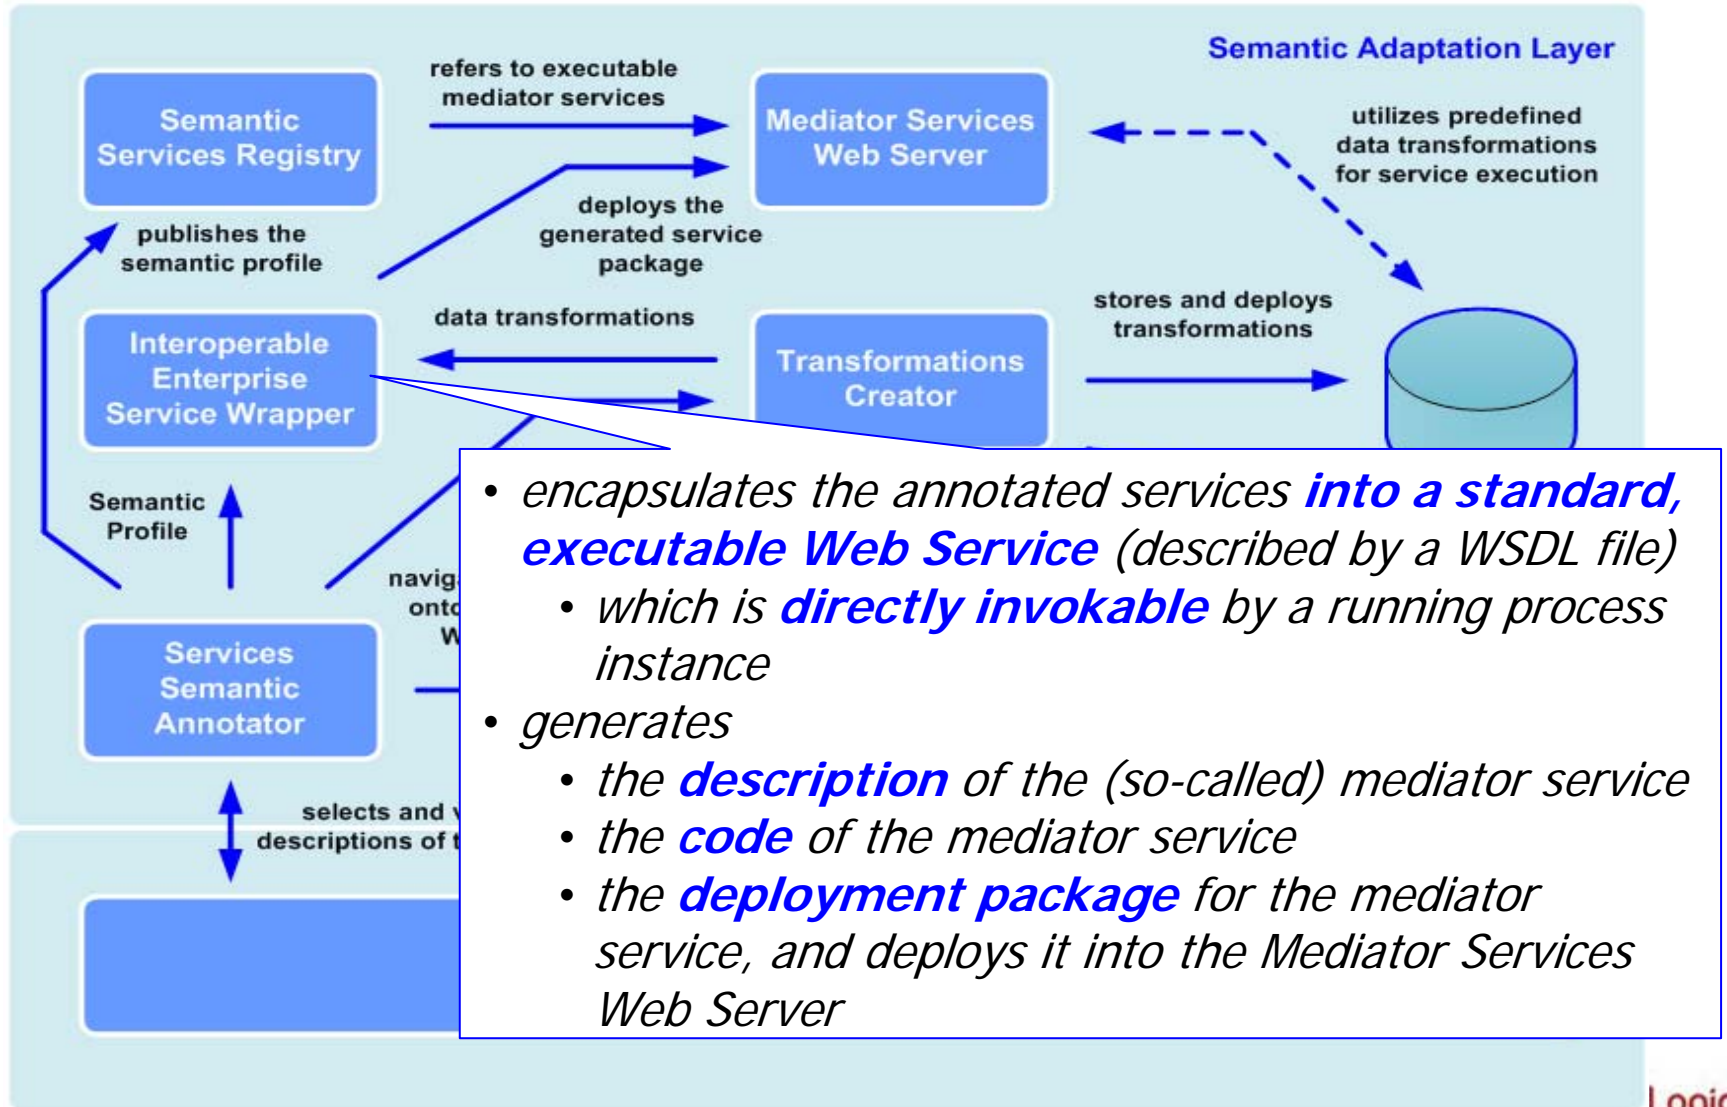 Semantic Adaptation Layer
refers to executable
mediator services
Semantic
Services Registry
Mediator Services
Web Server
utilizes predefined
data transformations
for service execution
deploys the
generated service
package
publishes the
semantic profile
data transformations
stores and deploys
transformations
Interoperable
Enterprise
Service Wrapper
Transformations
Creator
Semantic
Profile
Services
Semantic
Annotator
selects and
descriptions of
• encapsulates the annotated services into a standard,
executable Web Service (described by a WSDL file)
• which is directly invokable by a running process
instance
• generates
• the description of the (so-called) mediator service
• the code of the mediator service
• the deployment package for the mediator
service, and deploys it into the Mediator Services
Web Server